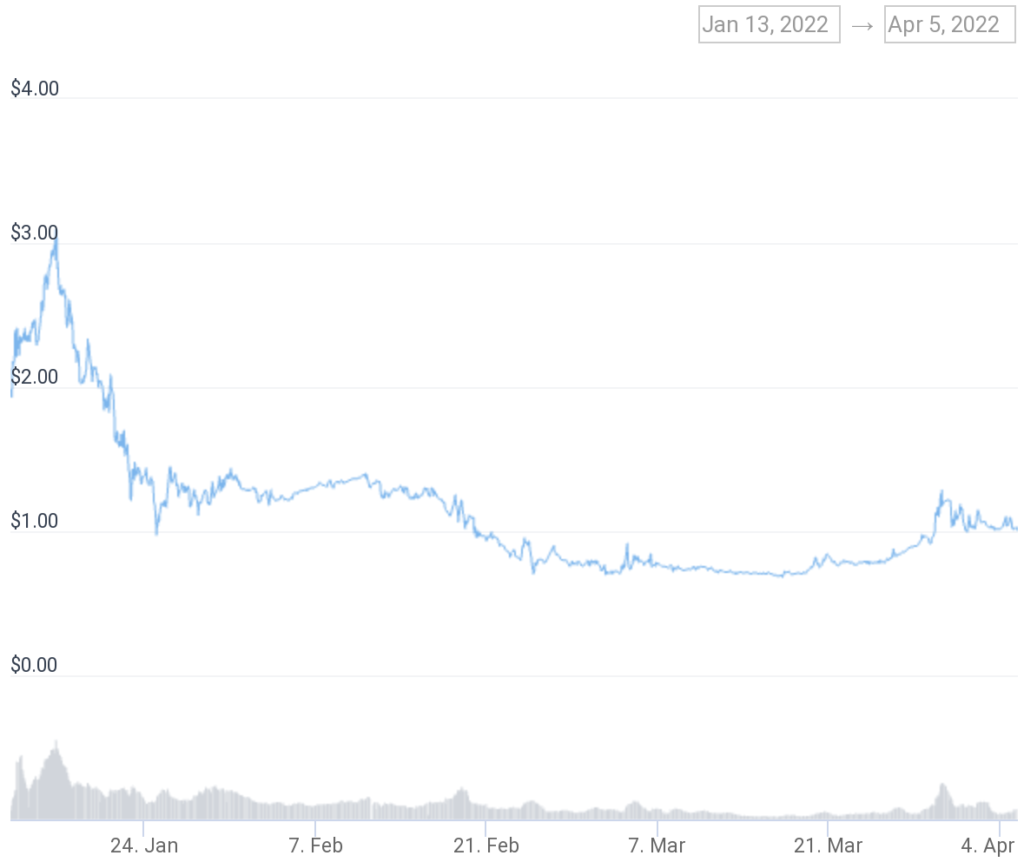 Jan 13, 2022 → Apr 5, 2022
$4.00
$3.00
$2.00
$1.00
$0.00
24. Jan 7. Feb 21. Feb 7. Mar 21. Mar 4. Apr